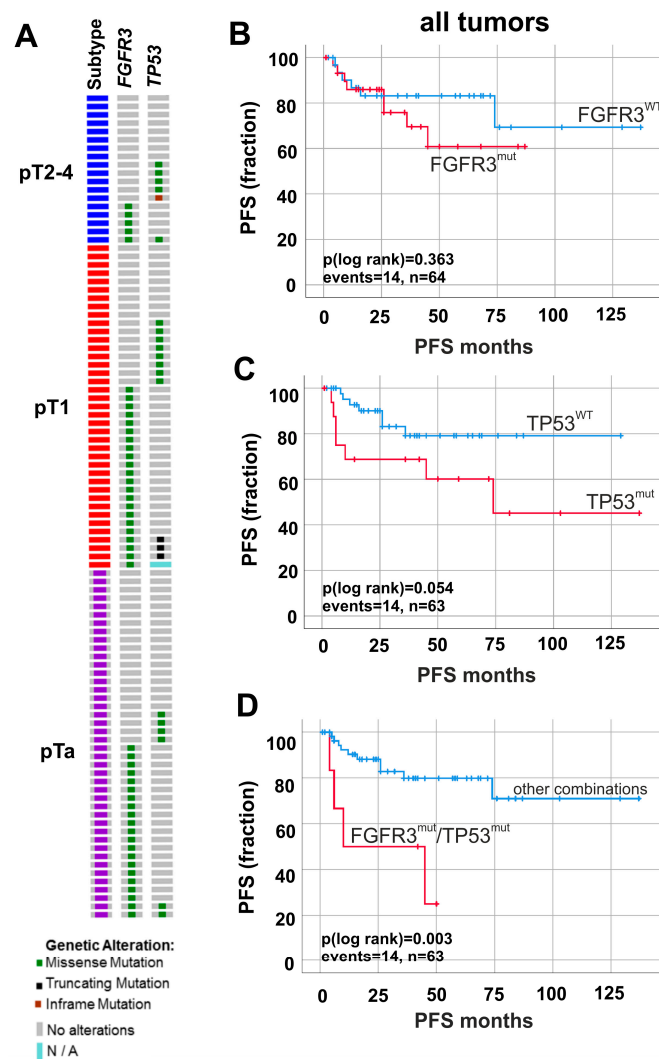 A
Subtype
FGFR3
TP53
pT2-4
pT1
pTa
Genetic Alteration:
Missense Mutation
Truncating Mutation
Inframe Mutation
No alterations
N / A
all tumors
B
PFS (fraction)
100
80
60
40
20
0
FGFR3WT
FGFR3mut
p(log rank)=0.363
events=14, n=64
0 25 50 75 100 125
PFS months
C
PFS (fraction)
100
80
60
40
20
0
TP53WT
TP53mut
p(log rank)=0.054
events=14, n=63
0 25 50 75 100 125
PFS months
D
PFS (fraction)
100
80
60
40
20
0
other combinations
FGFR3mut/TP53mut
p(log rank)=0.003
events=14, n=63
0 25 50 75 100 125
PFS months